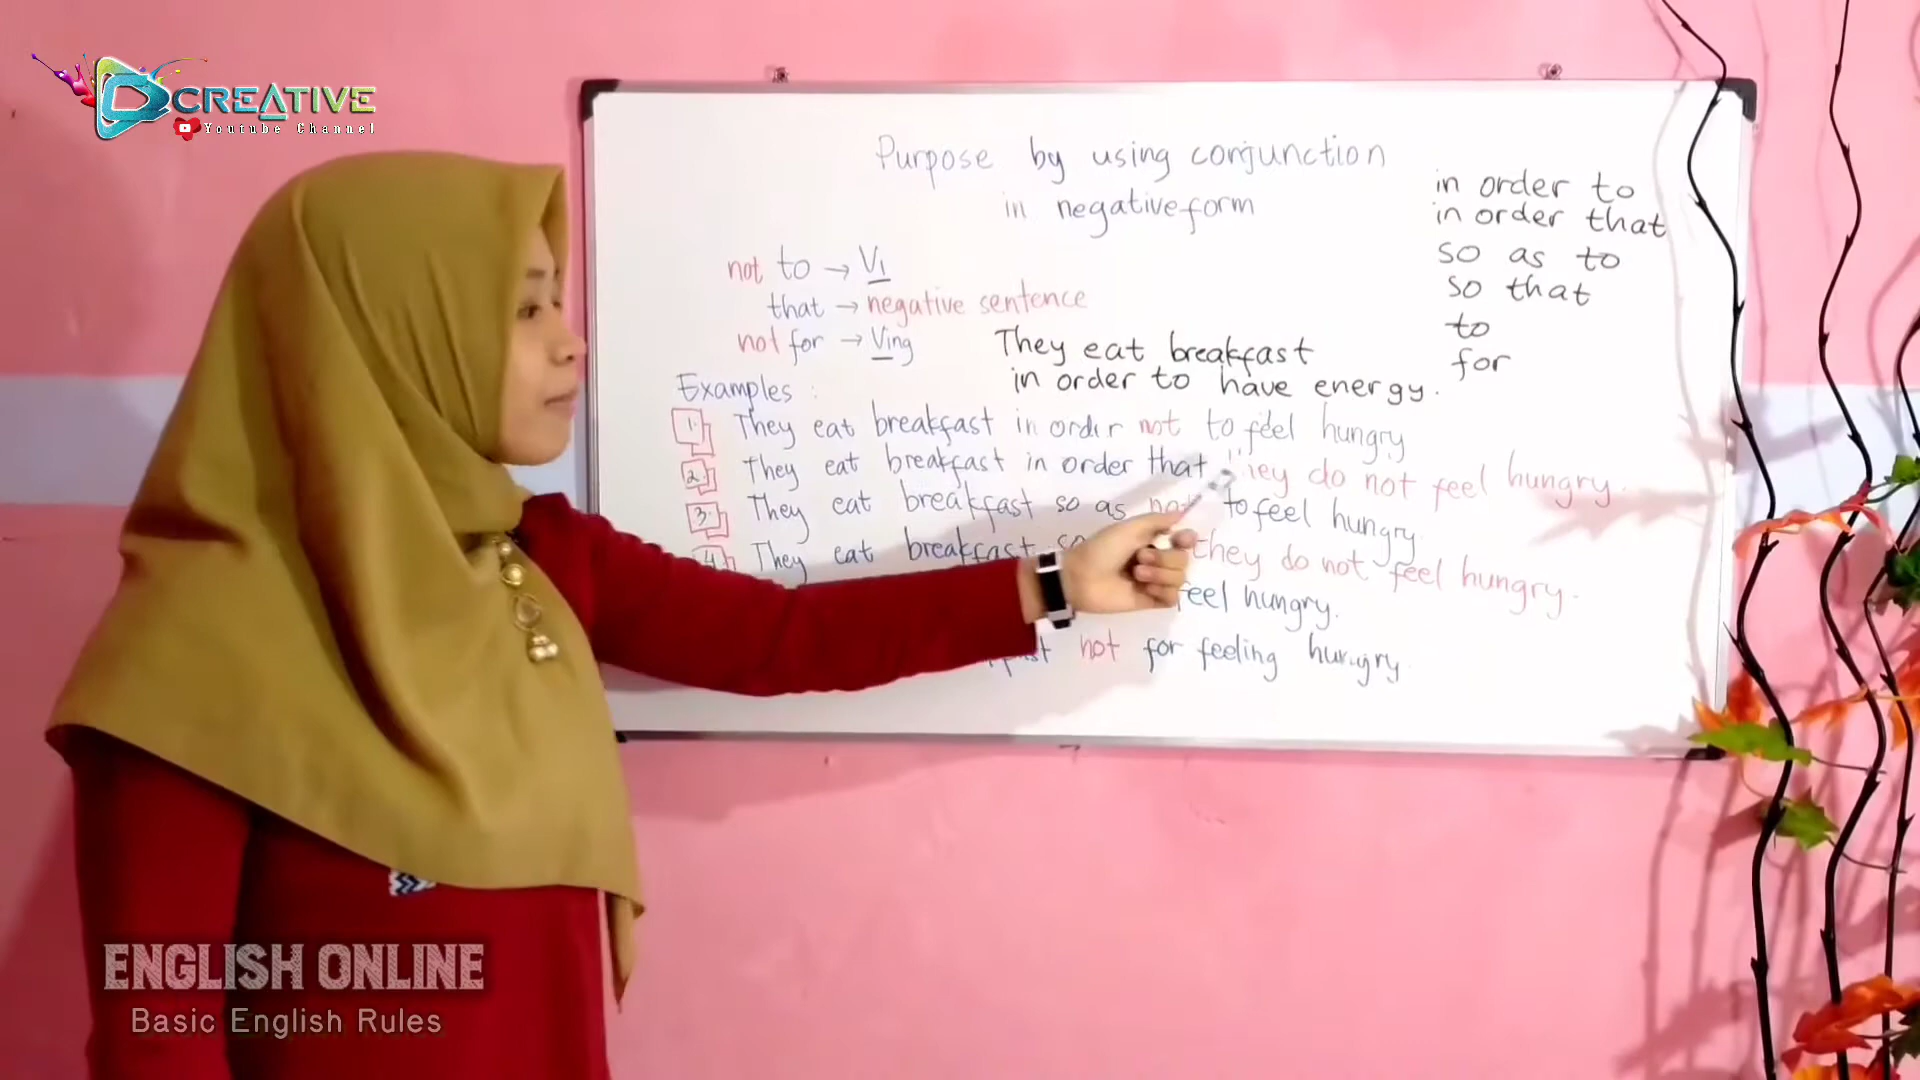 DCREATIVE
Youtube Channel
Purpose by using conjunction
in negative form
in order to
in order that
so as to
so that
to
for
not to → V1
that → negative sentence
not for → Ving
They eat breakfast
in order to have energy.
Examples :
1. They eat breakfast in order not to feel hungry
2. They eat breakfast in order that they do not feel hungry.
3. They eat breakfast so as not to feel hungry.
4. They eat breakfast so they do not feel hungry.
feel hungry.
not for feeling hungry.
ENGLISH ONLINE
Basic English Rules